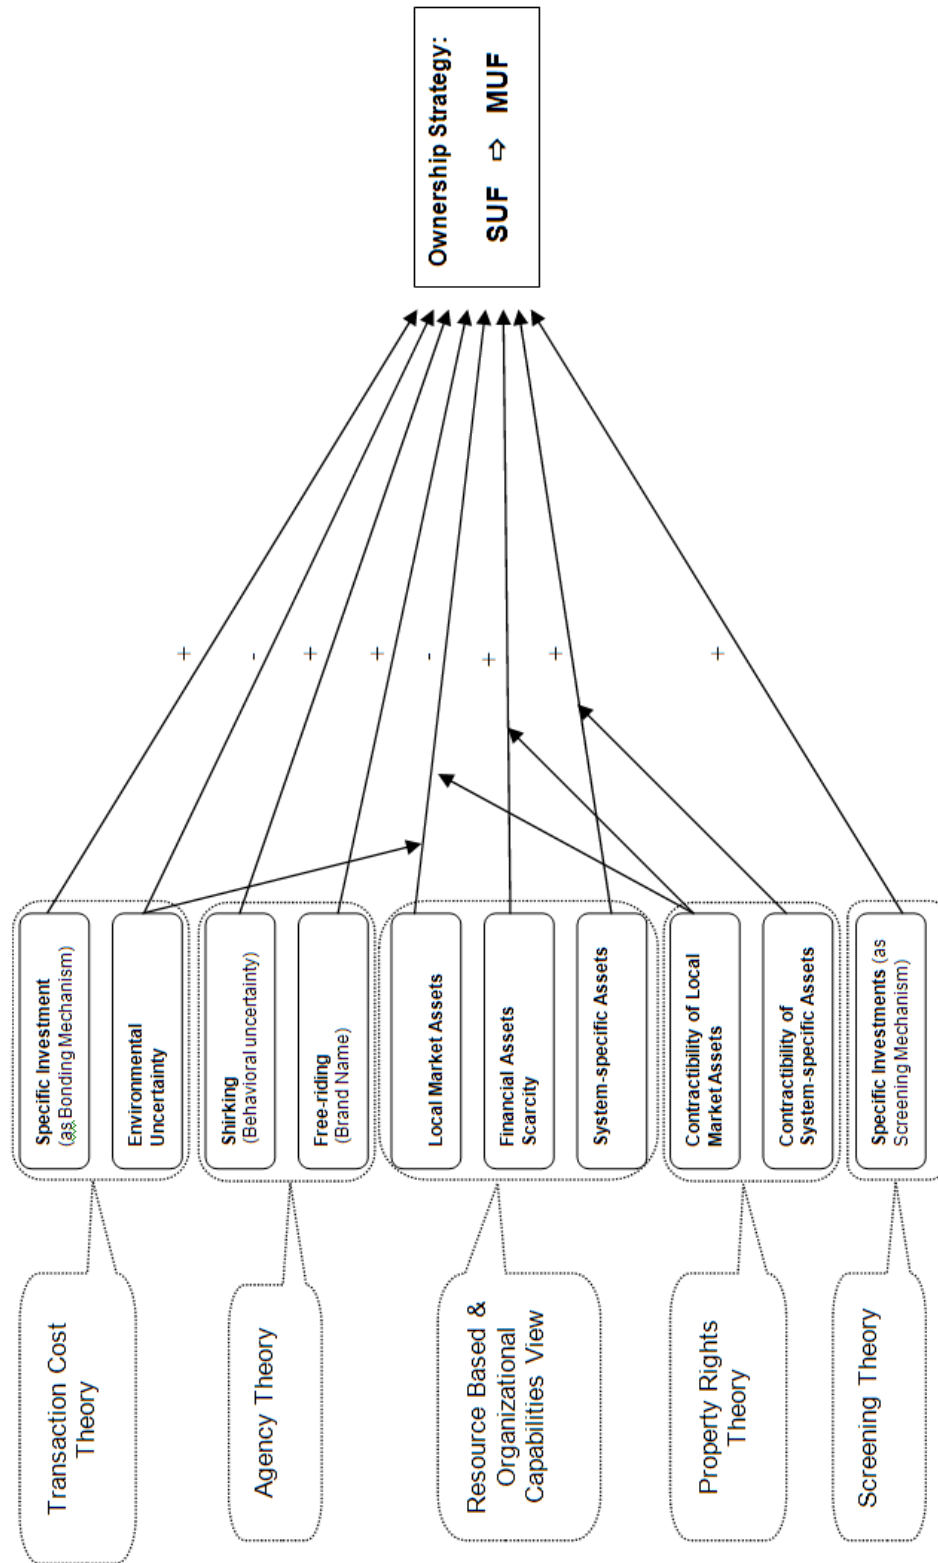 Transaction Cost
Theory
Agency Theory
Resource Based &
Organizational
Capabilities View
Property Rights
Theory
Screening Theory
Specific Investment
(as Bonding Mechanism)
Environmental
Uncertainty
Shirking
(Behavioral uncertainty)
Free-riding
(Brand Name)
Local Market Assets
Financial Assets
Scarcity
System-specific Assets
Contractibility of Local
Market Assets
Contractibility of
System-specific Assets
Specific Investments (as
Screening Mechanism)
+
-
+
+
-
+
+
+
Ownership Strategy:
SUF ⇨ MUF